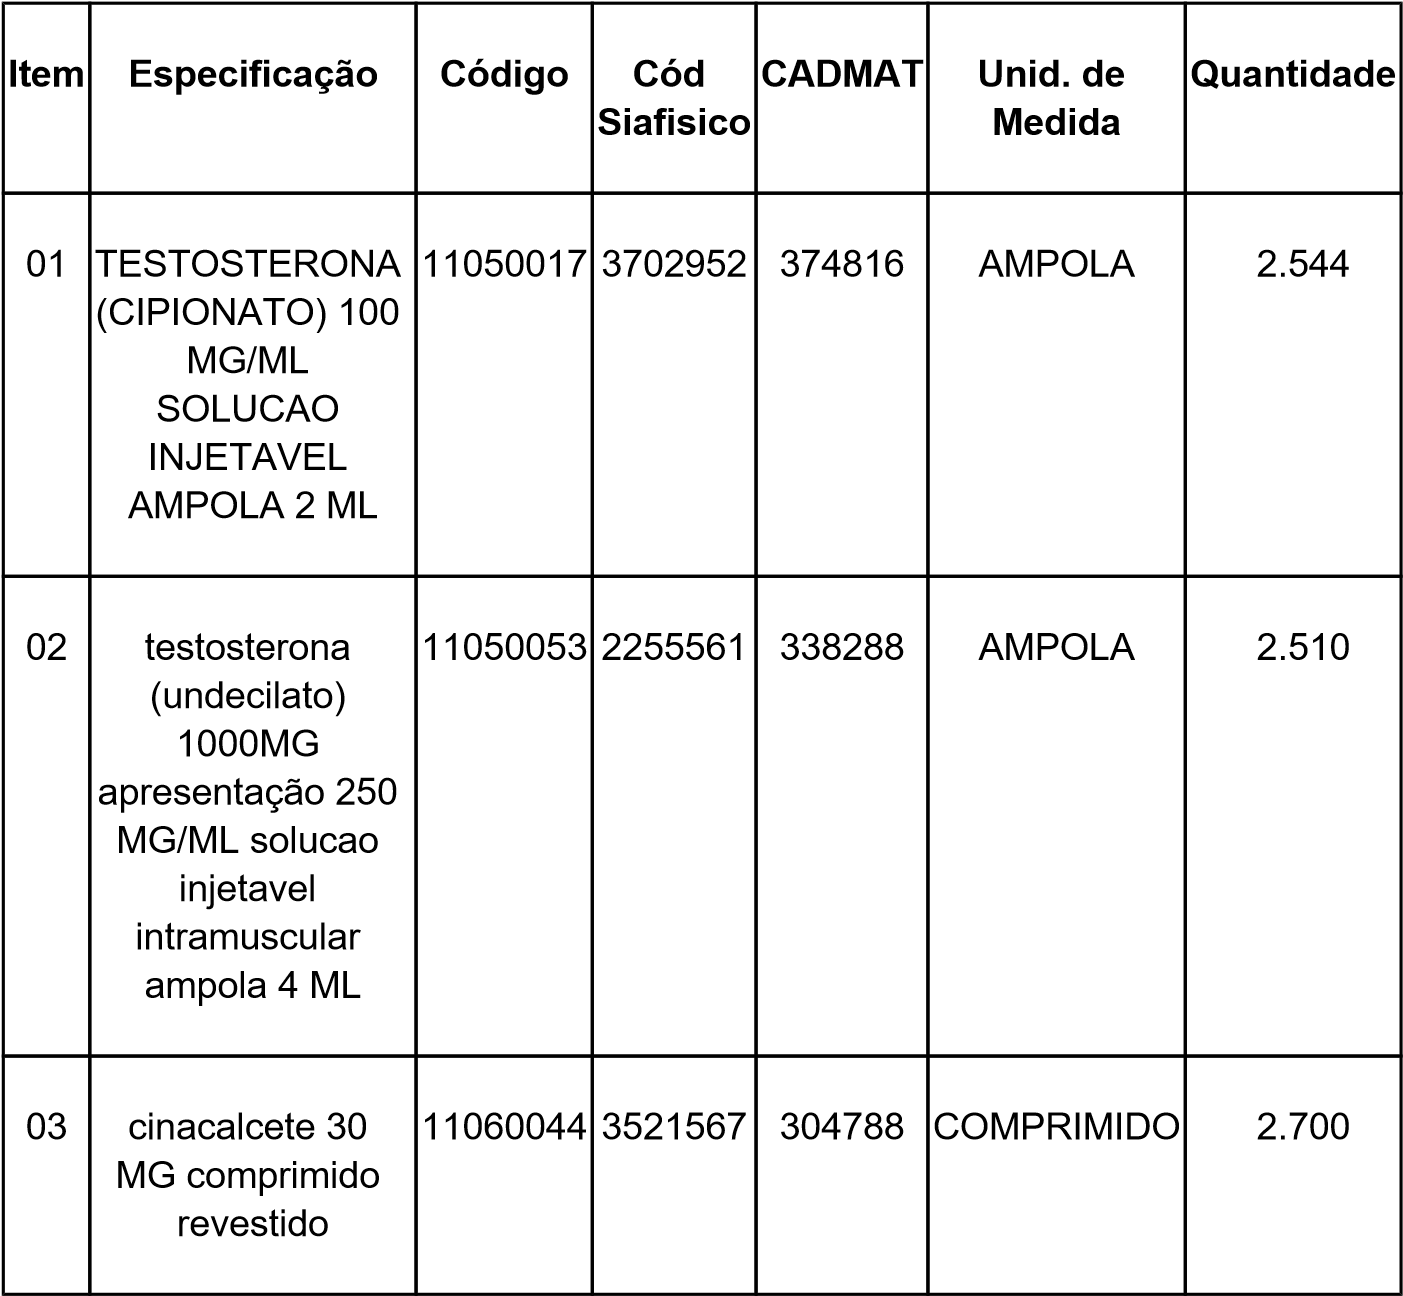 Item Especificação Código Cód Siafisico CADMAT Unid. de Medida Quantidade
01 TESTOSTERONA 11050017 3702952 374816 AMPOLA 2.544
(CIPIONATO) 100
MG/ML
SOLUCAO
INJETAVEL
AMPOLA 2 ML
02 testosterona 11050053 2255561 338288 AMPOLA 2.510
(undecilato)
1000MG
apresentação 250
MG/ML solucao
injetavel
intramuscular
ampola 4 ML
03 cinacalcete 30 11060044 3521567 304788 COMPRIMIDO 2.700
MG comprimido
revestido